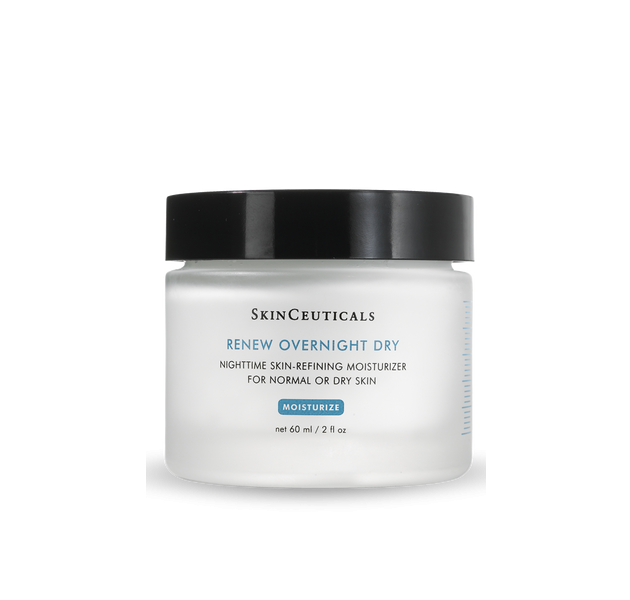 SKINCEUTICALS
RENEW OVERNIGHT DRY
NIGHTTIME SKIN-REFINING MOISTURIZER
FOR NORMAL OR DRY SKIN
MOISTURIZE
net 60 ml / 2 fl oz